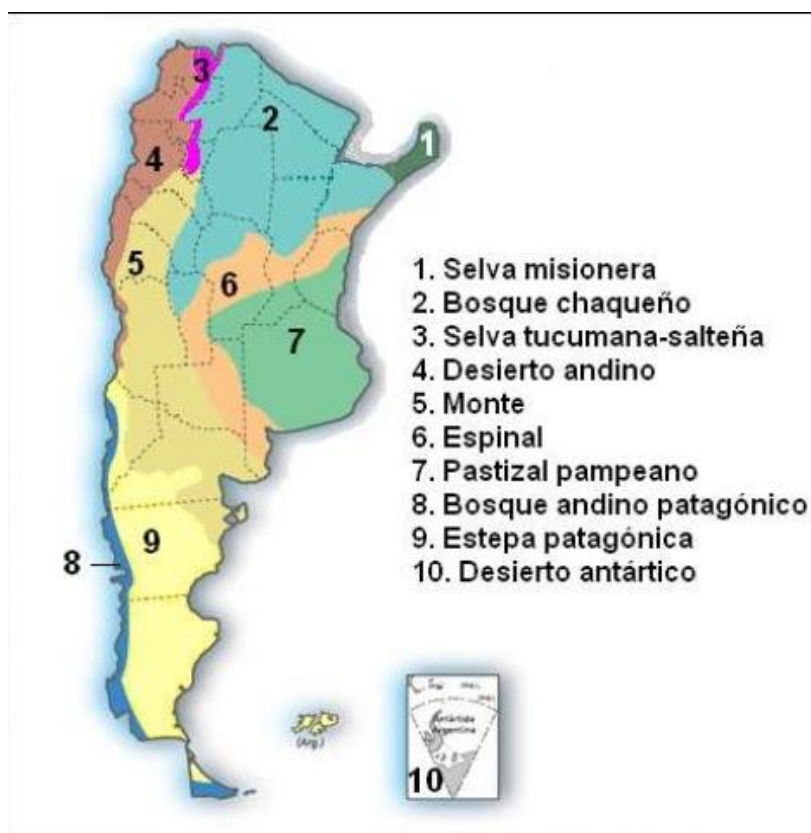 3
2
1
4
5
6
7
9
8
1. Selva misionera
2. Bosque chaqueño
3. Selva tucumana-salteña
4. Desierto andino
5. Monte
6. Espinal
7. Pastizal pampeano
8. Bosque andino patagónico
9. Estepa patagónica
10. Desierto antártico
(Arg.)
Antártida
Argentina
10